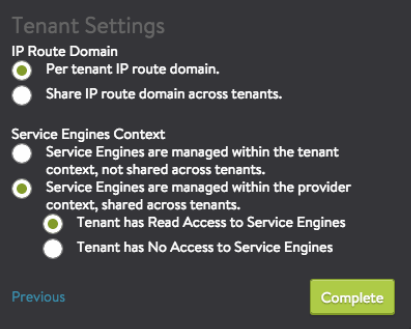 Tenant Settings
IP Route Domain
Per tenant IP route domain.
Share IP route domain across tenants.
Service Engines Context
Service Engines are managed within the tenant
context, not shared across tenants.
Service Engines are managed within the provider
context, shared across tenants.
Tenant has Read Access to Service Engines
Tenant has No Access to Service Engines
Previous
Complete